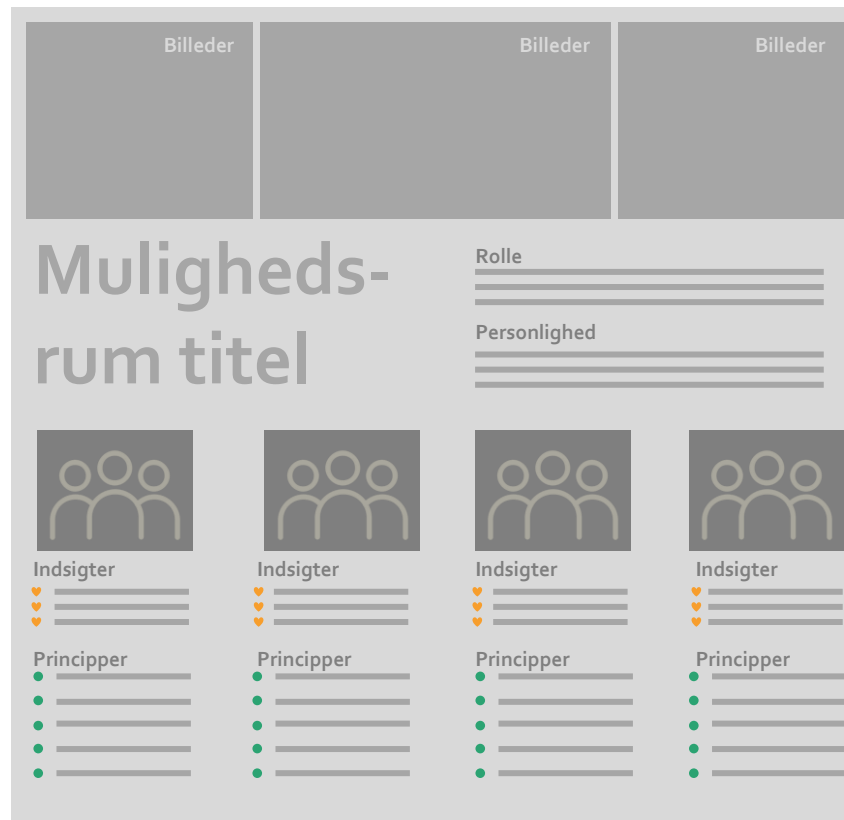 Billeder
Billeder
Billeder
Muligheds-
rum titel
Rolle
Personlighed
Indsigter
Indsigter
Indsigter
Indsigter
Principper
Principper
Principper
Principper